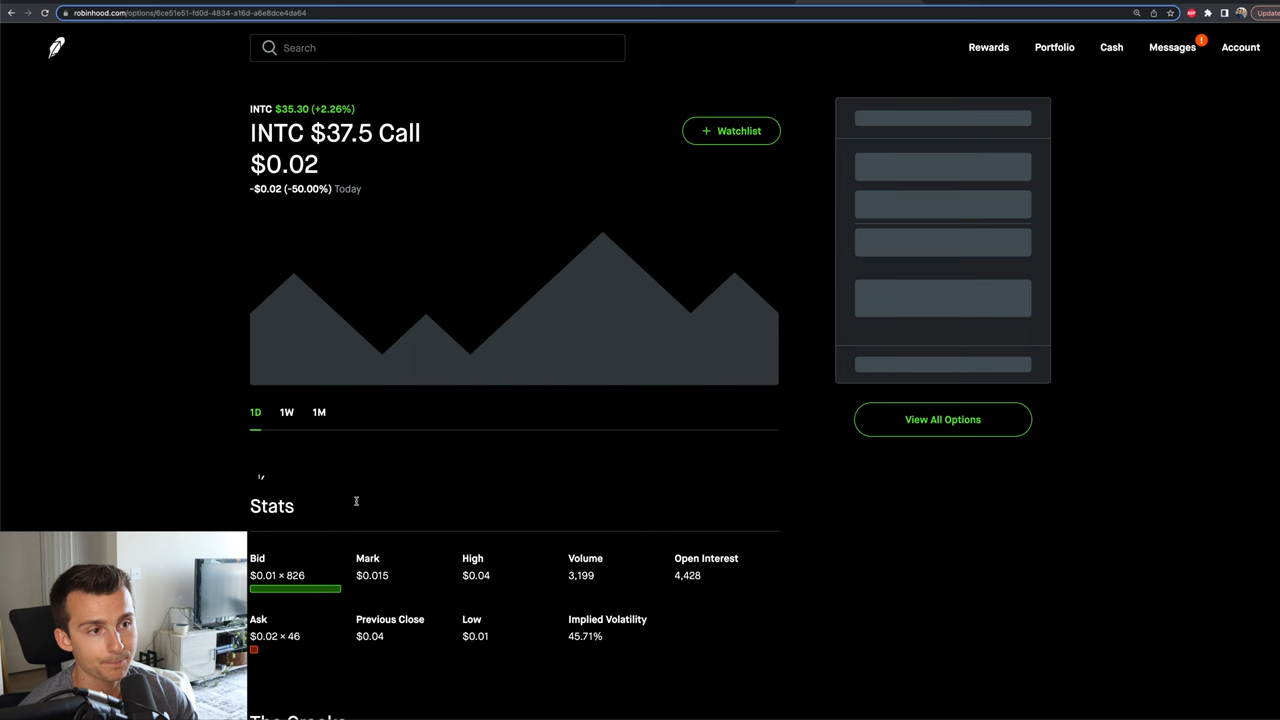 robinhood.com/options/6ce51e51-fd0d-4834-a16d-a6e8dce4da64
Update
Search
Rewards
Portfolio
Cash
Messages
!
Account
INTC $35.30 (+2.26%)
INTC $37.5 Call
$0.02
-$0.02 (-50.00%) Today
+ Watchlist
1D 1W 1M
View All Options
Stats
Bid
$0.01 × 826
Mark
$0.015
High
$0.04
Volume
3,199
Open Interest
4,428
Ask
$0.02 × 46
Previous Close
$0.04
Low
$0.01
Implied Volatility
45.71%
The Greeks